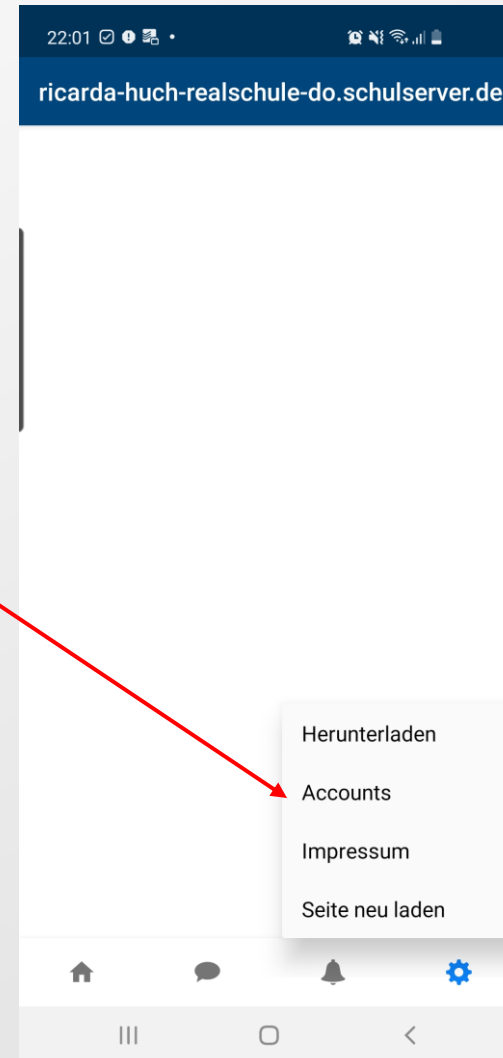 22:01
ricarda-huch-realschule-do.schulserver.de
Herunterladen
Accounts
Impressum
Seite neu laden